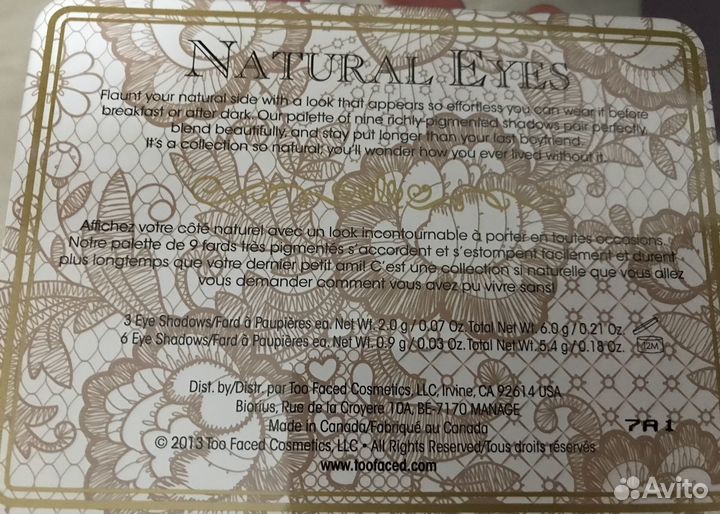 NATURAL EYES
Flaunt your natural side with a look that appears so effortless you can wear it before
breakfast or after dark. Our palette of nine richly-pigmented shadows pair perfectly,
blend beautifully, and stay put longer than your last boyfriend.
It's a collection so natural; you'll wonder how you ever lived without it.
Affichez votre côté naturel avec un look incontournable à porter en toutes occasions.
Notre palette de 9 fards très pigmentés s'accordent et s'estompent facilement et durent
plus longtemps que votre dernier petit ami! C'est une collection si naturelle que vous allez
vous demander comment vous avez pu vivre sans!
3 Eye Shadows/Fard à Paupières ea. Net Wt. 2.0 g/0.07 Oz. Total Net Wt. 6.0 g/0.21 Oz.
6 Eye Shadows/Fard à Paupières ea. Net Wt. 0.9 g/0.03 Oz. Total Net Wt. 5.4 g/0.18 Oz.
12M
Dist. by/Distr. par Too Faced Cosmetics, LLC, Irvine, CA 92614 USA
Biorius, Rue de la Croyere 10A, BE-7170 MANAGE
Made in Canada/Fabriqué au Canada
7A1
© 2013 Too Faced Cosmetics, LLC • All Rights Reserved/Tous droits réservés
www.toofaced.com
Avito